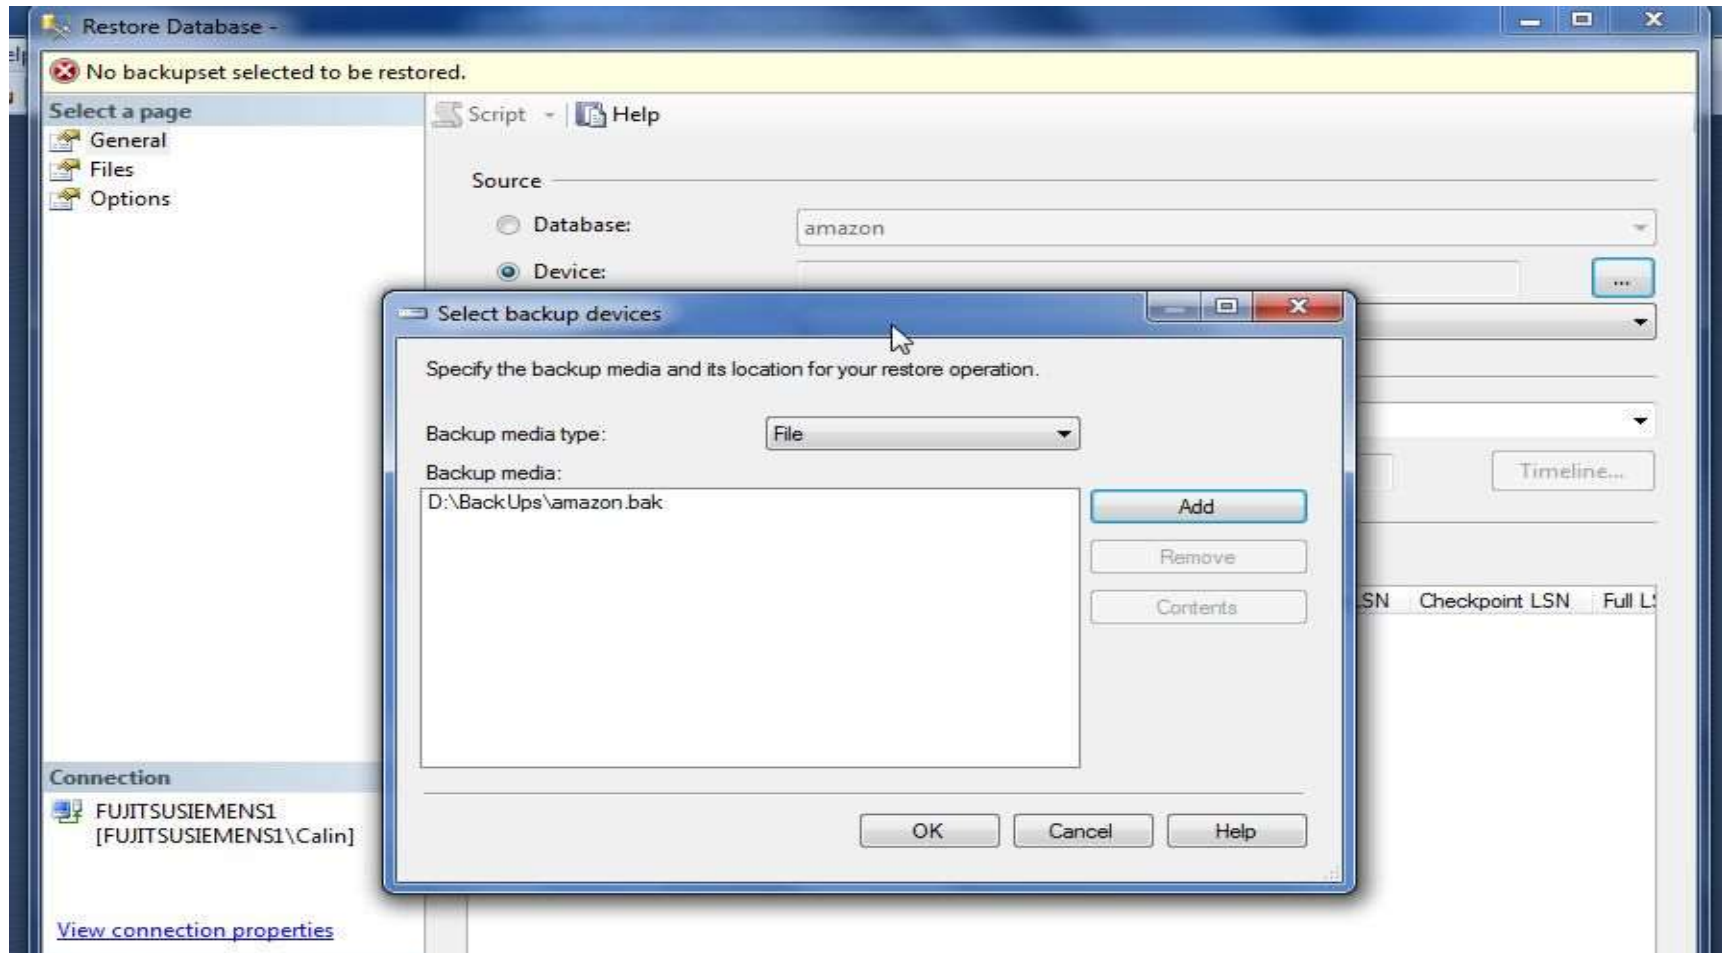 Restore Database -
No backupset selected to be restored.
Select a page
General
Files
Options
Script
Help
Source
Database:
amazon
Device:
...
Select backup devices
Specify the backup media and its location for your restore operation.
Backup media type:
File
Backup media:
D:\BackUps\amazon.bak
Add
Remove
Contents
OK
Cancel
Help
Timeline...
LSN Checkpoint LSN Full LS
Connection
FUJITSUSIEMENS1
[FUJITSUSIEMENS1\Calin]
View connection properties